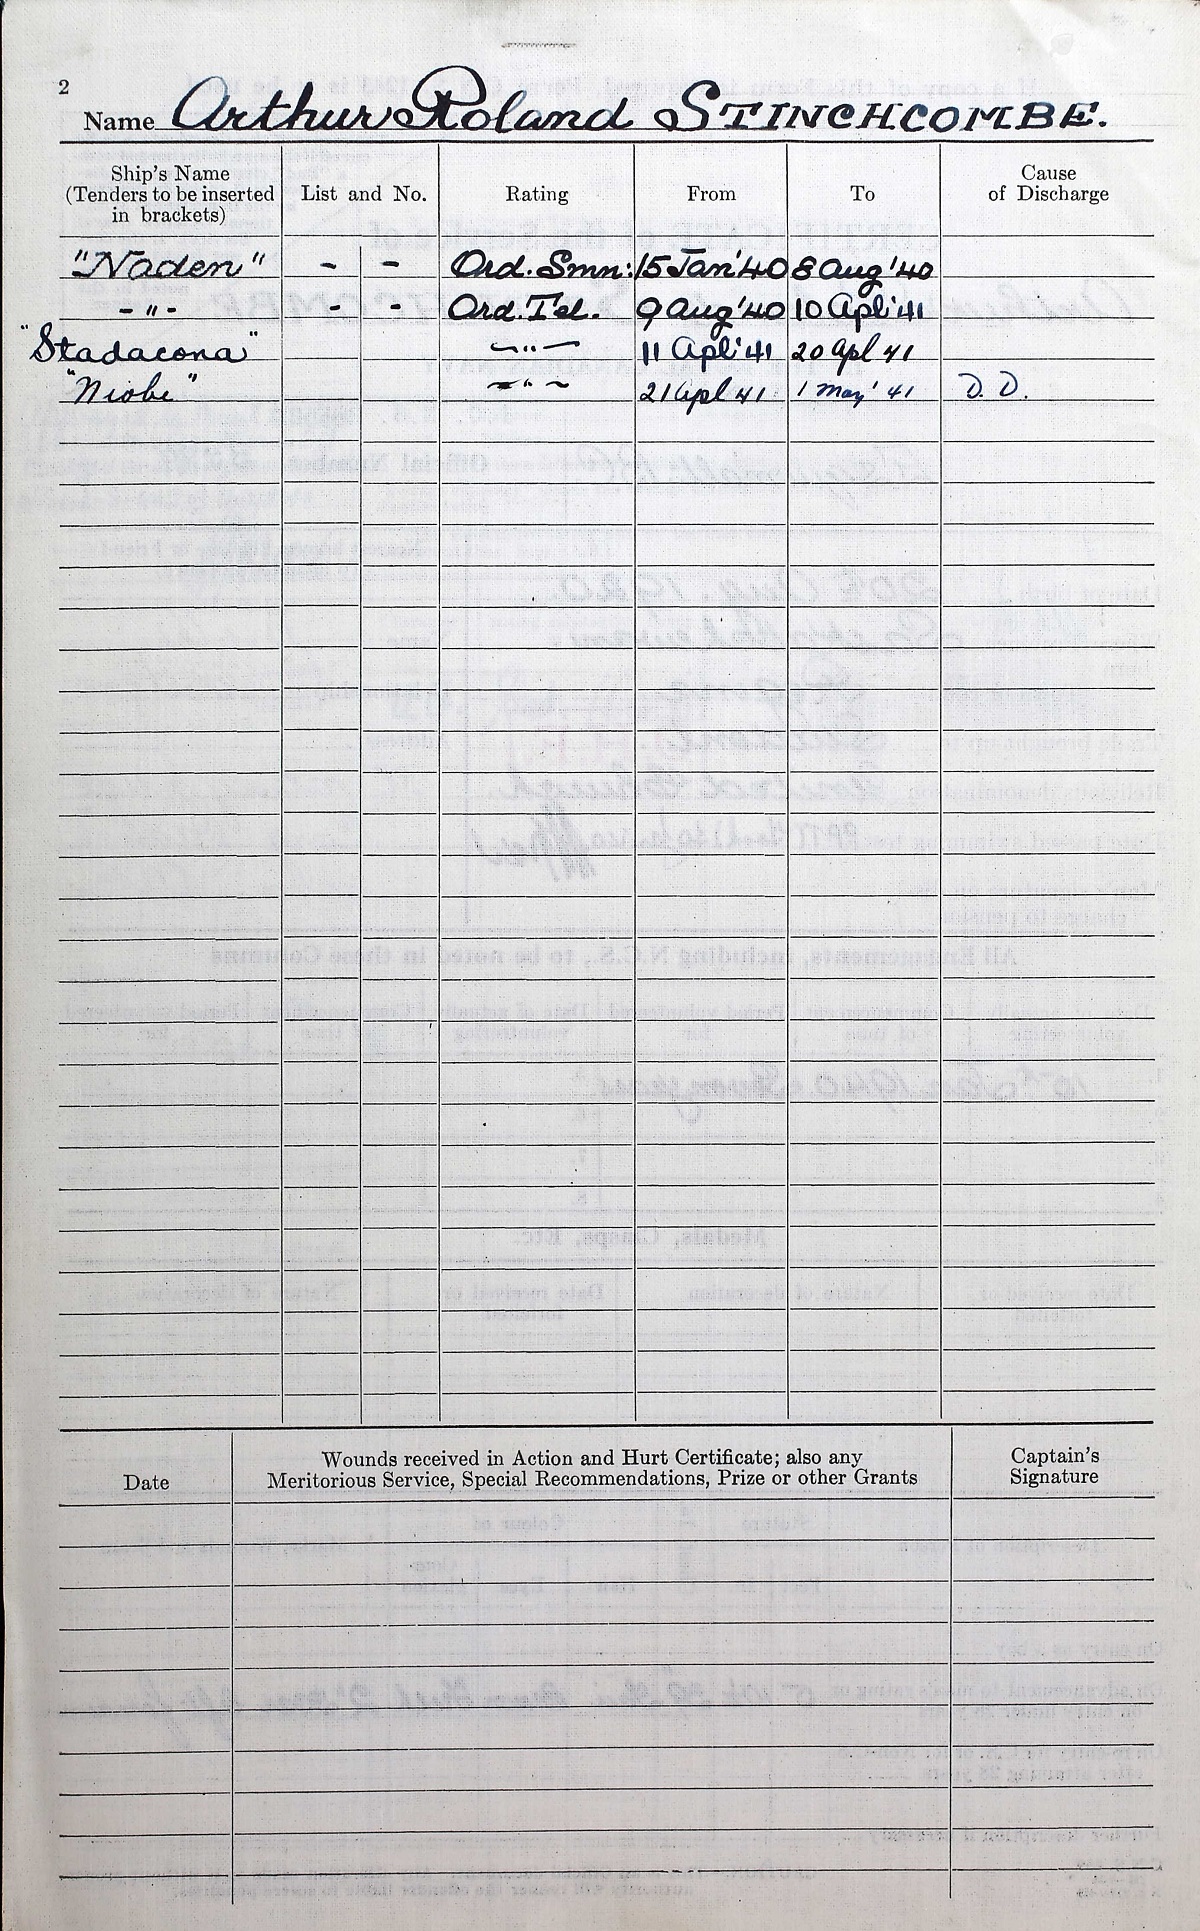 2
Name Arthur Roland STINCHCOMBE.
Ship's Name
(Tenders to be inserted
in brackets)
List and No.
Rating
From
To
Cause
of Discharge
"Naden" - - Ord. Smn: 15 Jan '40 8 Aug '40
- " - - - Ord. Tel. 9 Aug '40 10 Apl '41
"Stadacona" - " - 11 Apl '41 20 Apl 41
"Niobe" - " - 21 Apl 41 1 May '41 D. D.
Date
Wounds received in Action and Hurt Certificate; also any
Meritorious Service, Special Recommendations, Prize or other Grants
Captain's
Signature